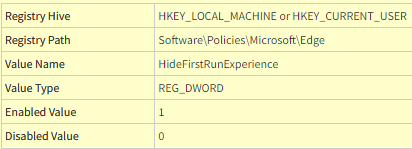 Registry Hive HKEY_LOCAL_MACHINE or HKEY_CURRENT_USER
Registry Path Software\Policies\Microsoft\Edge
Value Name HideFirstRunExperience
Value Type REG_DWORD
Enabled Value 1
Disabled Value 0